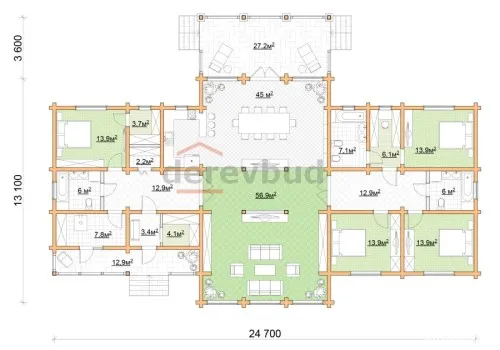 3 600
27.2м²
45 м²
3.7м²
13.9м²
7.1м²
6.1м²
13.9м²
2.2м²
derevbud
13 100
6 м²
12.9м²
56.9м²
12.9м²
6 м²
7.8м²
3.4м²
4.1м²
13.9м²
13.9м²
12.9м²
24 700